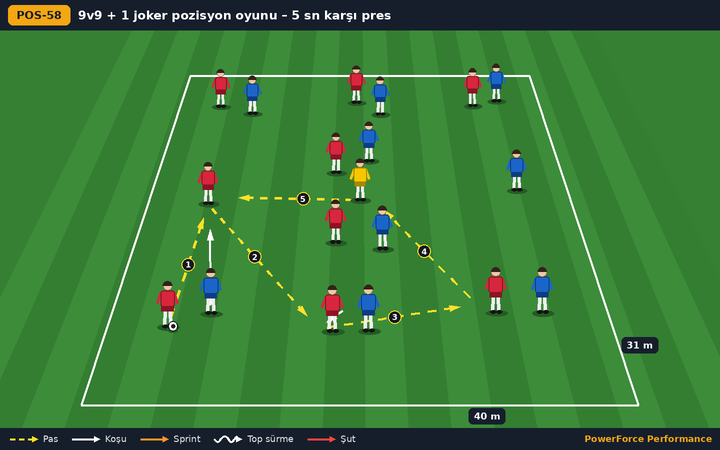 POS-58 9v9 + 1 joker pozisyon oyunu – 5 sn karşı pres
5
2
4
1
3
31 m
40 m
Pas Koşu Sprint Top sürme Şut PowerForce Performance